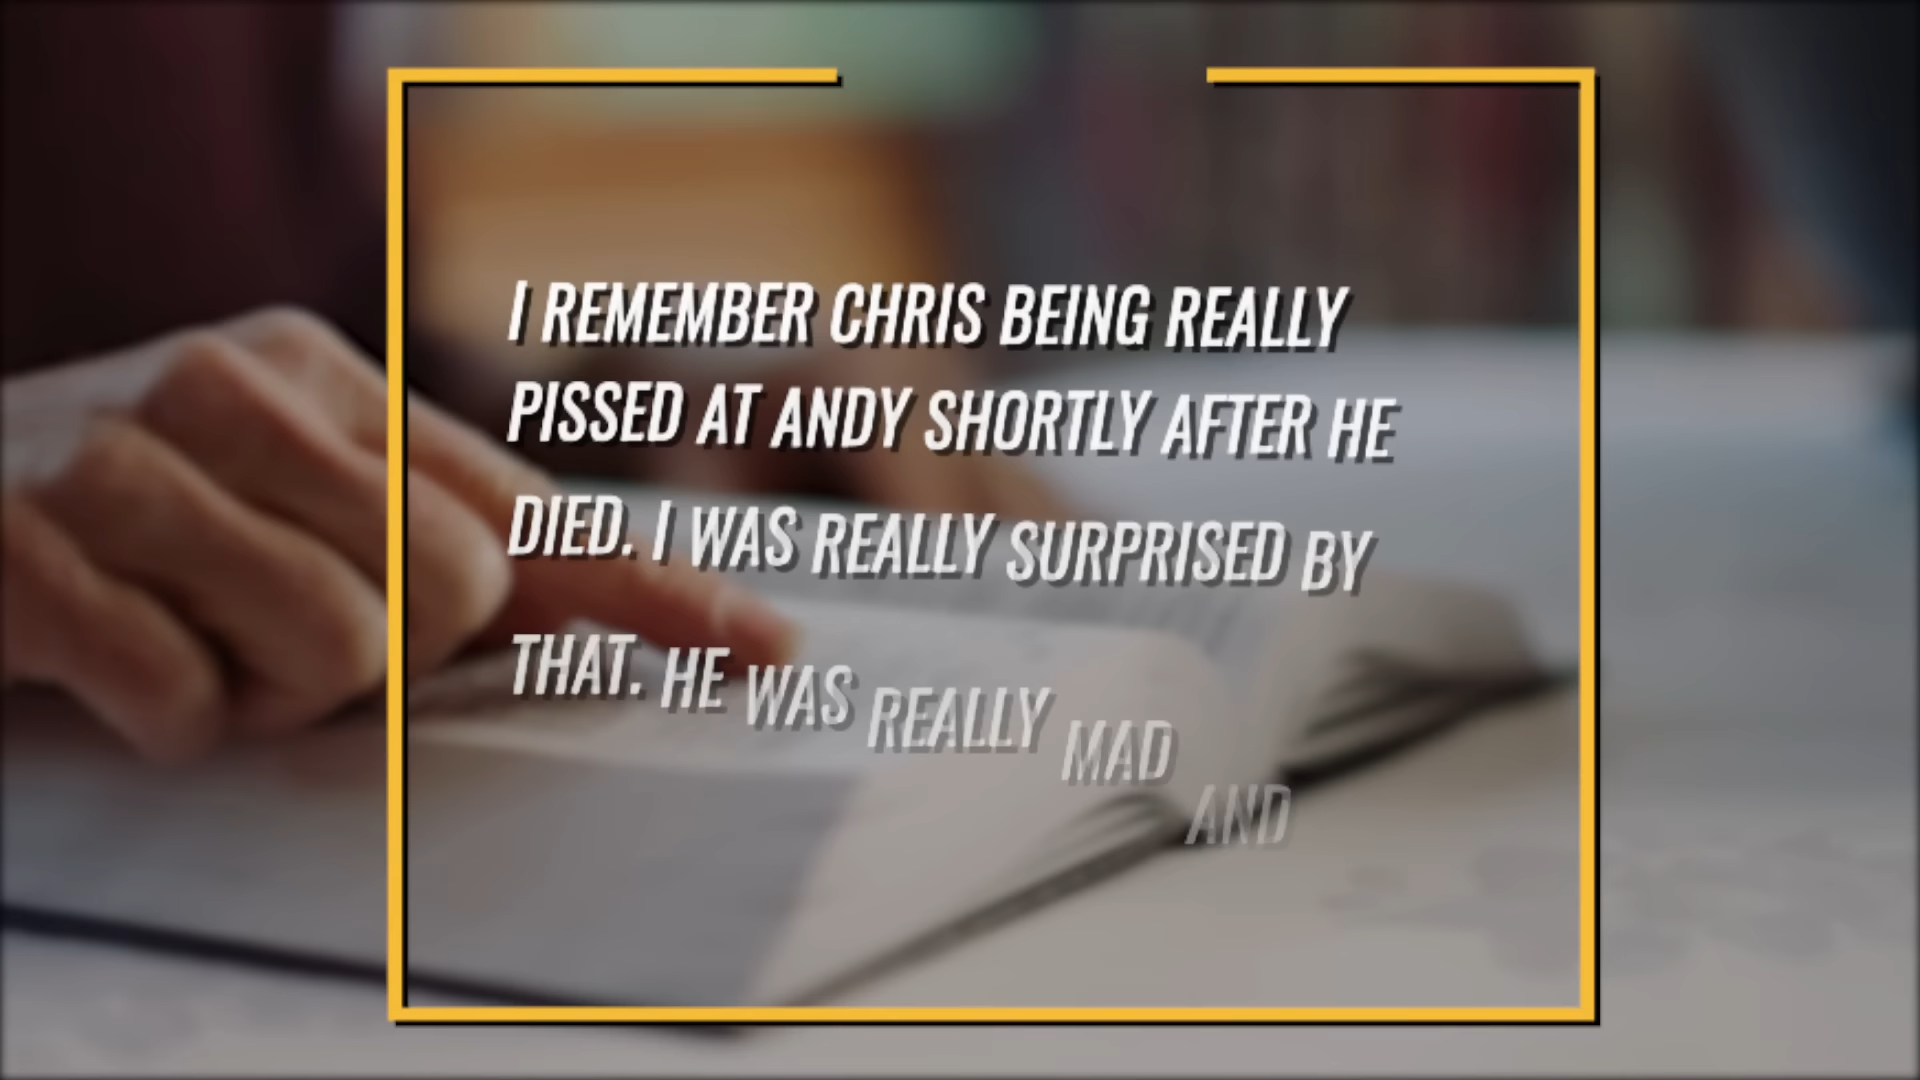 I REMEMBER CHRIS BEING REALLY
PISSED AT ANDY SHORTLY AFTER HE
DIED. I WAS REALLY SURPRISED BY
THAT. HE WAS REALLY MAD
AND